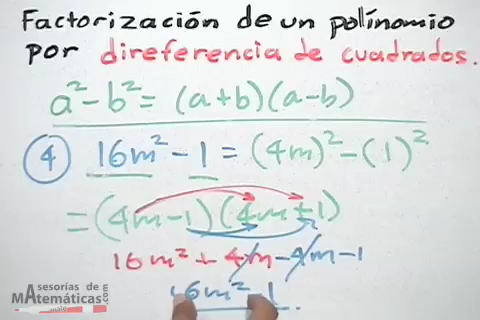 Factorización de un polinomio
por direferencia de cuadrados.
a² - b² = (a+b)(a-b)
4 16m² - 1 = (4m)² - (1)²
= (4m-1)(4m+1)
16m² + 4m - 4m - 1
16m² - 1
Asesorías de
Matemáticas.com